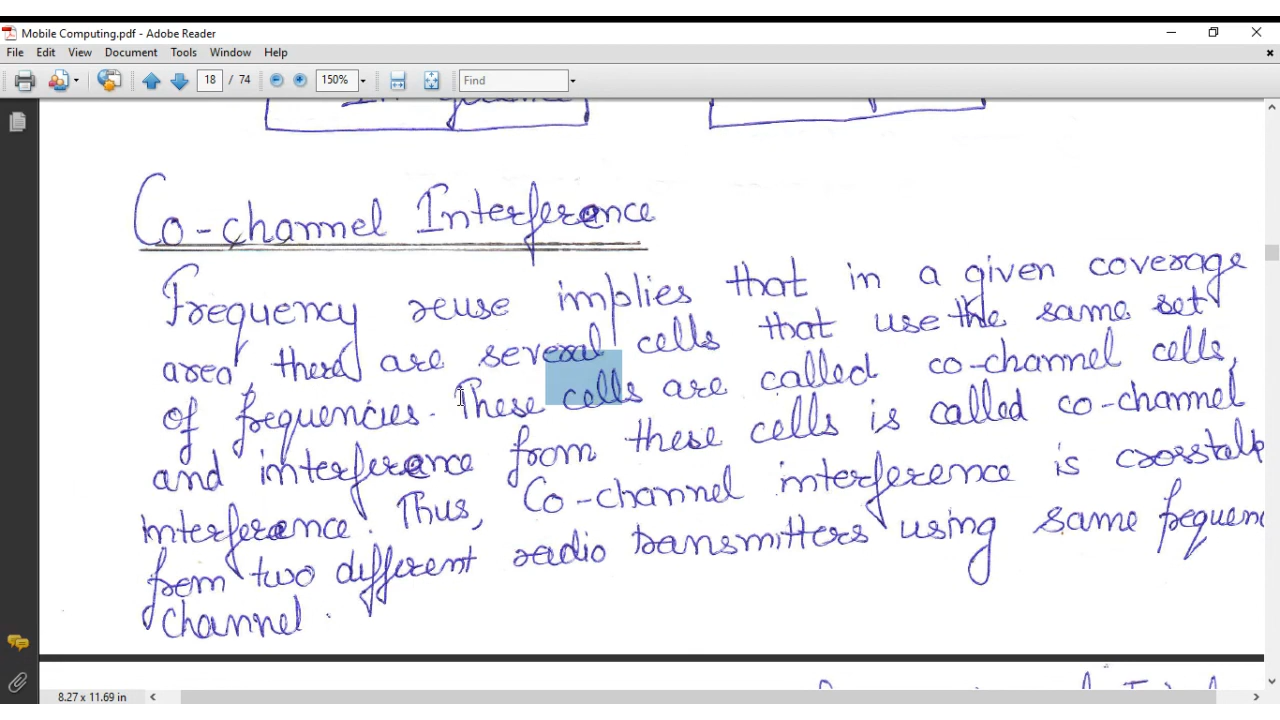 Mobile Computing.pdf - Adobe Reader
File Edit View Document Tools Window Help
18 / 74 150% Find
Co-channel Interference
Frequency reuse implies that in a given coverage
area, there are several cells that use the same set
of frequencies. These cells are called co-channel cells,
and interference from these cells is called co-channel
interference. Thus, Co-channel interference is crosstalk
from two different radio transmitters using same frequen
channel.
8.27 x 11.69 in